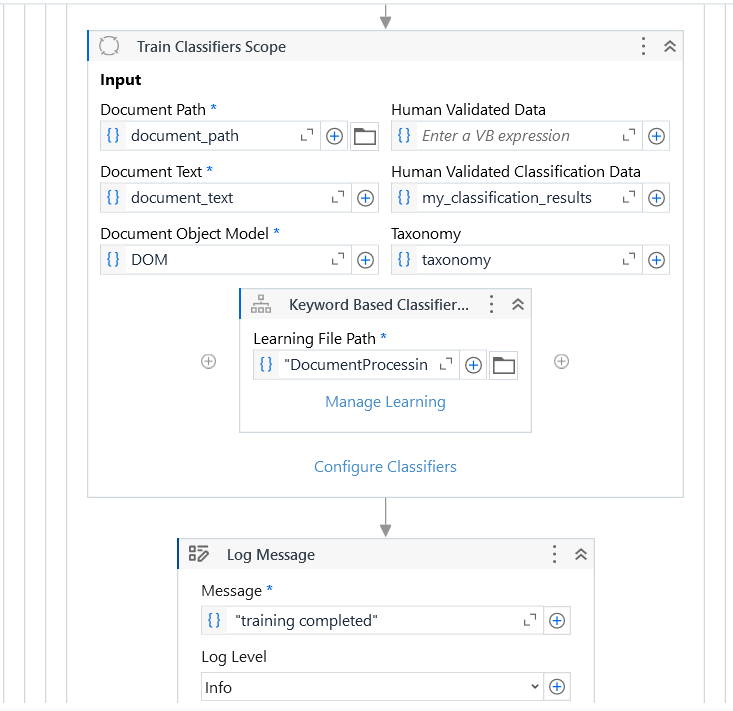 Train Classifiers Scope
Input
Document Path *
Human Validated Data
document_path
Enter a VB expression
Document Text *
Human Validated Classification Data
document_text
my_classification_results
Document Object Model *
Taxonomy
DOM
taxonomy
Keyword Based Classifier...
Learning File Path *
"DocumentProcessin
Manage Learning
Configure Classifiers
Log Message
Message *
"training completed"
Log Level
Info